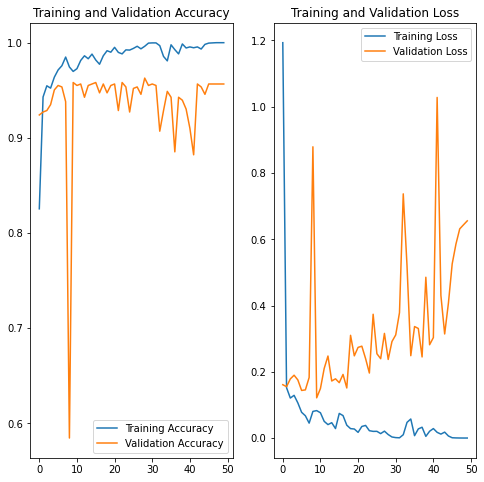 Training and Validation Accuracy
1.0
0.9
0.8
0.7
0.6
Training Accuracy
Validation Accuracy
0 10 20 30 40 50
Training and Validation Loss
Training Loss
Validation Loss
1.2
1.0
0.8
0.6
0.4
0.2
0.0
0 10 20 30 40 50